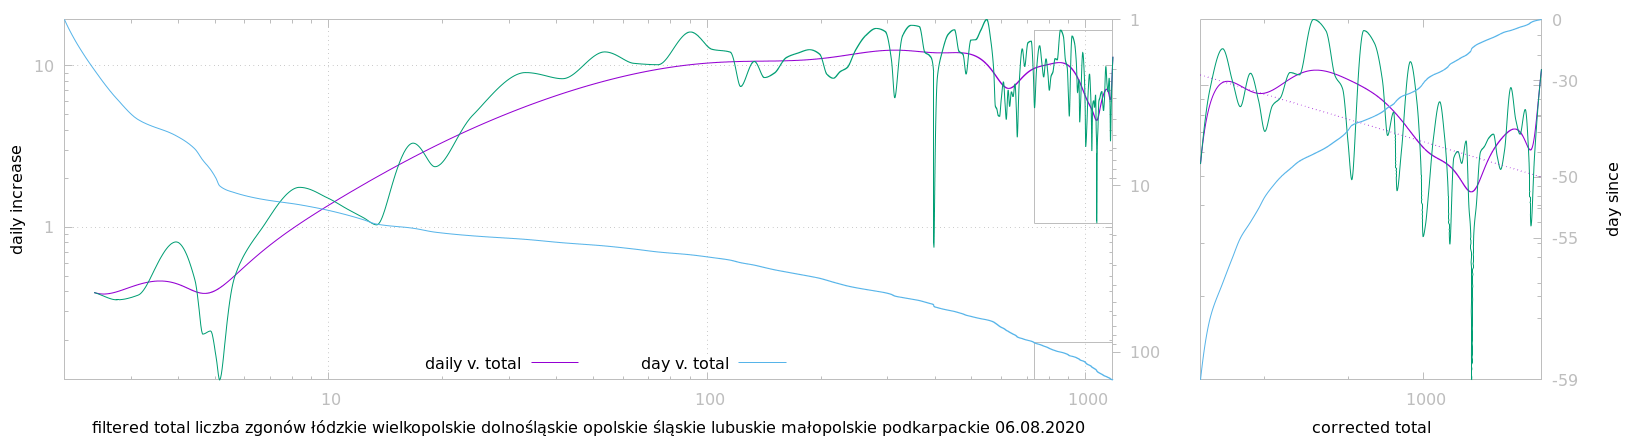 daily increase
10
1
daily v. total
day v. total
1
10
100
10
100
1000
filtered total liczba zgonów łódzkie wielkopolskie dolnośląskie opolskie śląskie lubuskie małopolskie podkarpackie 06.08.2020
0
-30
-50
-55
-59
day since
1000
corrected total